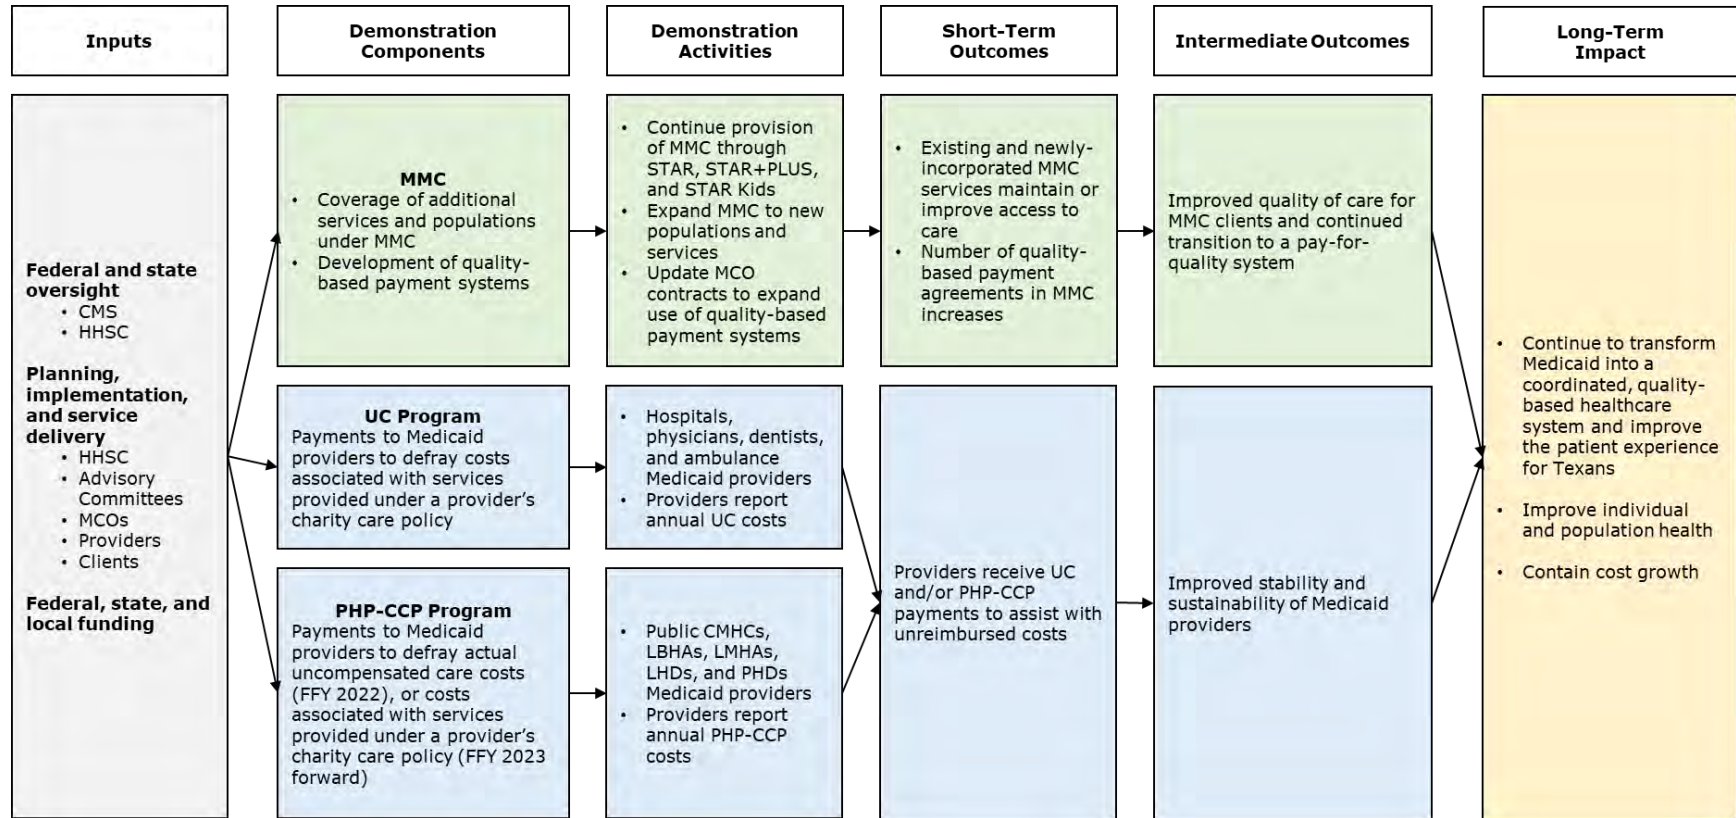 Inputs
Demonstration
Components
Demonstration
Activities
Short-Term
Outcomes
Intermediate Outcomes
Long-Term
Impact
Federal and state
oversight
• CMS
• HHSC
Planning,
implementation,
and service
delivery
• HHSC
• Advisory
Committees
• MCOs
• Providers
• Clients
Federal, state, and
local funding
MMC
• Coverage of additional
services and populations
under MMC
• Development of quality-
based payment systems
• Continue provision
of MMC through
STAR, STAR+PLUS,
and STAR Kids
• Expand MMC to new
populations and
services
• Update MCO
contracts to expand
use of quality-based
payment systems
• Existing and newly-
incorporated MMC
services maintain or
improve access to
care
• Number of quality-
based payment
agreements in MMC
increases
Improved quality of care for
MMC clients and continued
transition to a pay-for-
quality system
UC Program
Payments to Medicaid
providers to defray costs
associated with services
provided under a provider's
charity care policy
• Hospitals,
physicians, dentists,
and ambulance
Medicaid providers
• Providers report
annual UC costs
PHP-CCP Program
Payments to Medicaid
providers to defray actual
uncompensated care costs
(FFY 2022), or costs
associated with services
provided under a provider's
charity care policy (FFY 2023
forward)
• Public CMHCs,
LBHAs, LMHAs,
LHDs, and PHDs
Medicaid providers
• Providers report
annual PHP-CCP
costs
Providers receive UC
and/or PHP-CCP
payments to assist with
unreimbursed costs
Improved stability and
sustainability of Medicaid
providers
• Continue to transform
Medicaid into a
coordinated, quality-
based healthcare
system and improve
the patient experience
for Texans
• Improve individual
and population health
• Contain cost growth